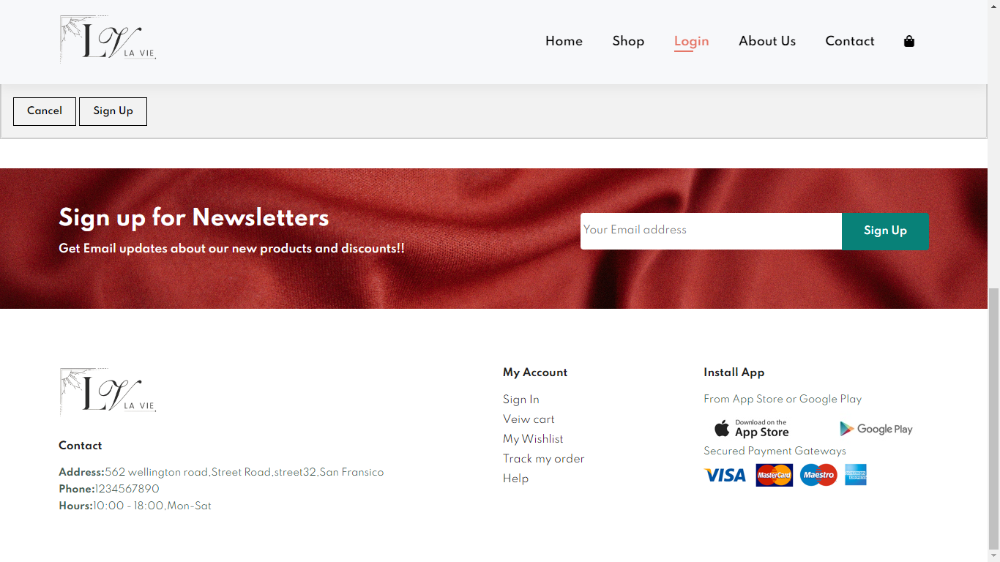 LV LA VIE
Home Shop Login About Us Contact
Cancel Sign Up
Sign up for Newsletters
Get Email updates about our new products and discounts!!
Your Email address Sign Up
LV LA VIE
Contact
Address:562 wellington road,Street Road,street32,San Fransico
Phone:1234567890
Hours:10:00 - 18:00,Mon-Sat
My Account
Sign In
Veiw cart
My Wishlist
Track my order
Help
Install App
From App Store or Google Play
Download on the
App Store
Google Play
Secured Payment Gateways
VISA MasterCard Maestro AMERICAN EXPRESS